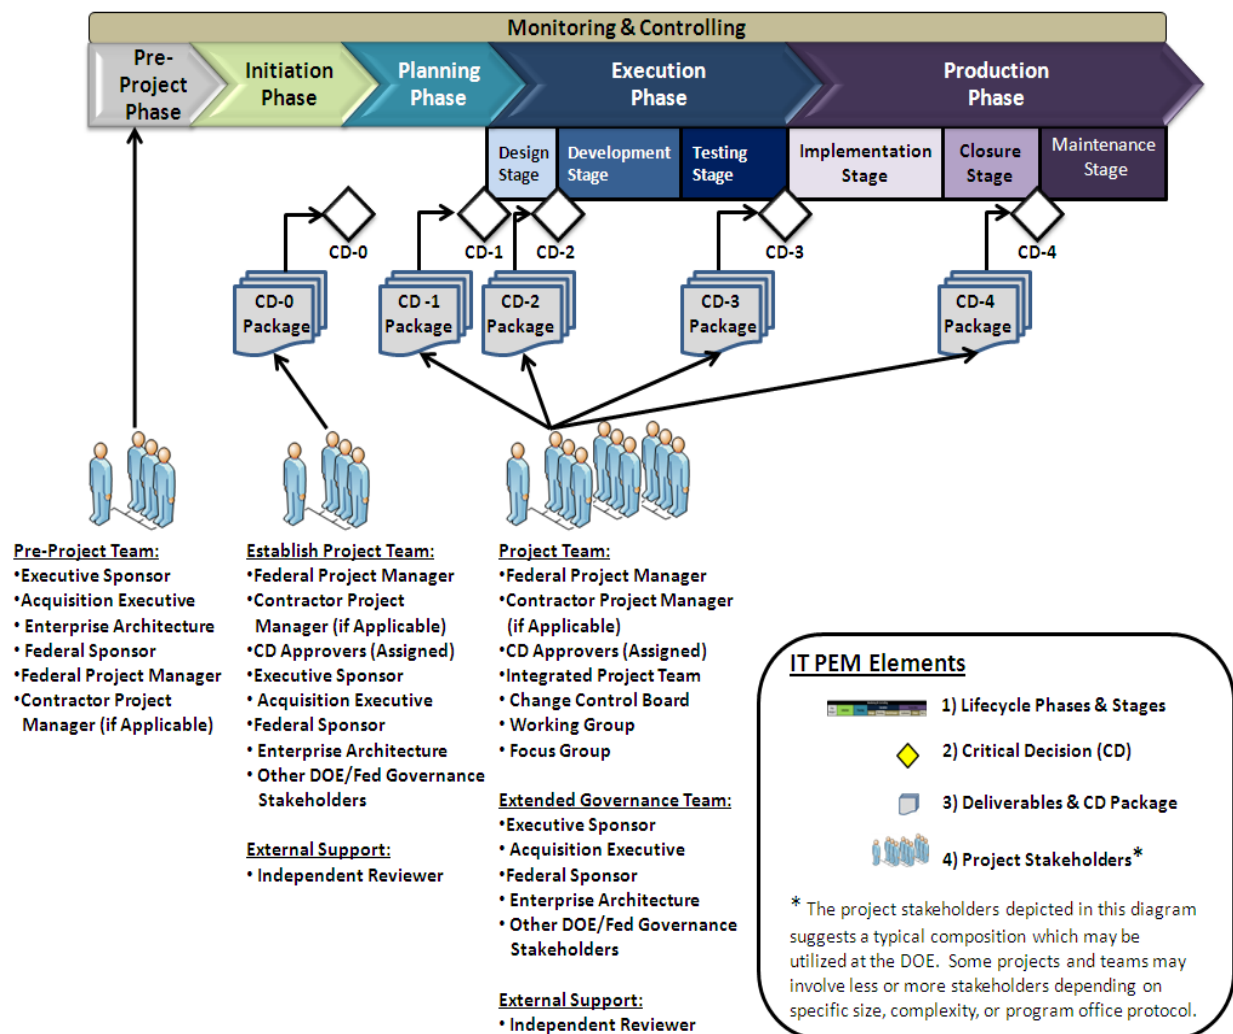 Monitoring & Controlling
Pre-
Project
Phase
Initiation
Phase
Planning
Phase
Execution
Phase
Production
Phase
Design
Stage
Development
Stage
Testing
Stage
Implementation
Stage
Closure
Stage
Maintenance
Stage
CD-0
CD-1
CD-2
CD-3
CD-4
CD-0
Package
CD -1
Package
CD-2
Package
CD-3
Package
CD-4
Package
Pre-Project Team:
•Executive Sponsor
•Acquisition Executive
• Enterprise Architecture
• Federal Sponsor
•Federal Project Manager
•Contractor Project
Manager (if Applicable)
Establish Project Team:
•Federal Project Manager
•Contractor Project
Manager (if Applicable)
•CD Approvers (Assigned)
•Executive Sponsor
• Acquisition Executive
•Federal Sponsor
• Enterprise Architecture
• Other DOE/Fed Governance
Stakeholders
External Support:
• Independent Reviewer
Project Team:
•Federal Project Manager
•Contractor Project Manager
(if Applicable)
•CD Approvers (Assigned)
•Integrated Project Team
• Change Control Board
• Working Group
• Focus Group
Extended Governance Team:
•Executive Sponsor
• Acquisition Executive
•Federal Sponsor
• Enterprise Architecture
• Other DOE/Fed Governance
Stakeholders
External Support:
• Independent Reviewer
IT PEM Elements
1) Lifecycle Phases & Stages
2) Critical Decision (CD)
3) Deliverables & CD Package
4) Project Stakeholders*
* The project stakeholders depicted in this diagram
suggests a typical composition which may be
utilized at the DOE. Some projects and teams may
involve less or more stakeholders depending on
specific size, complexity, or program office protocol.